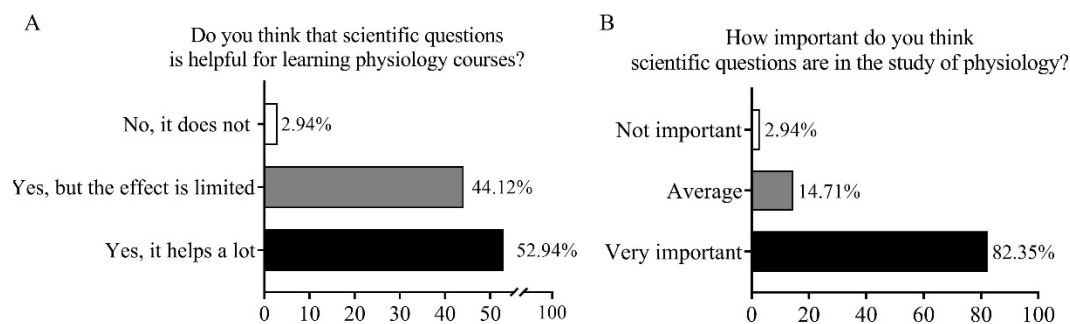 A
Do you think that scientific questions
is helpful for learning physiology courses?
No, it does not
2.94%
Yes, but the effect is limited
44.12%
Yes, it helps a lot
52.94%
0 10 20 30 40 50 100
B
How important do you think
scientific questions are in the study of physiology?
Not important
2.94%
Average
14.71%
Very important
82.35%
0 20 40 60 80 100